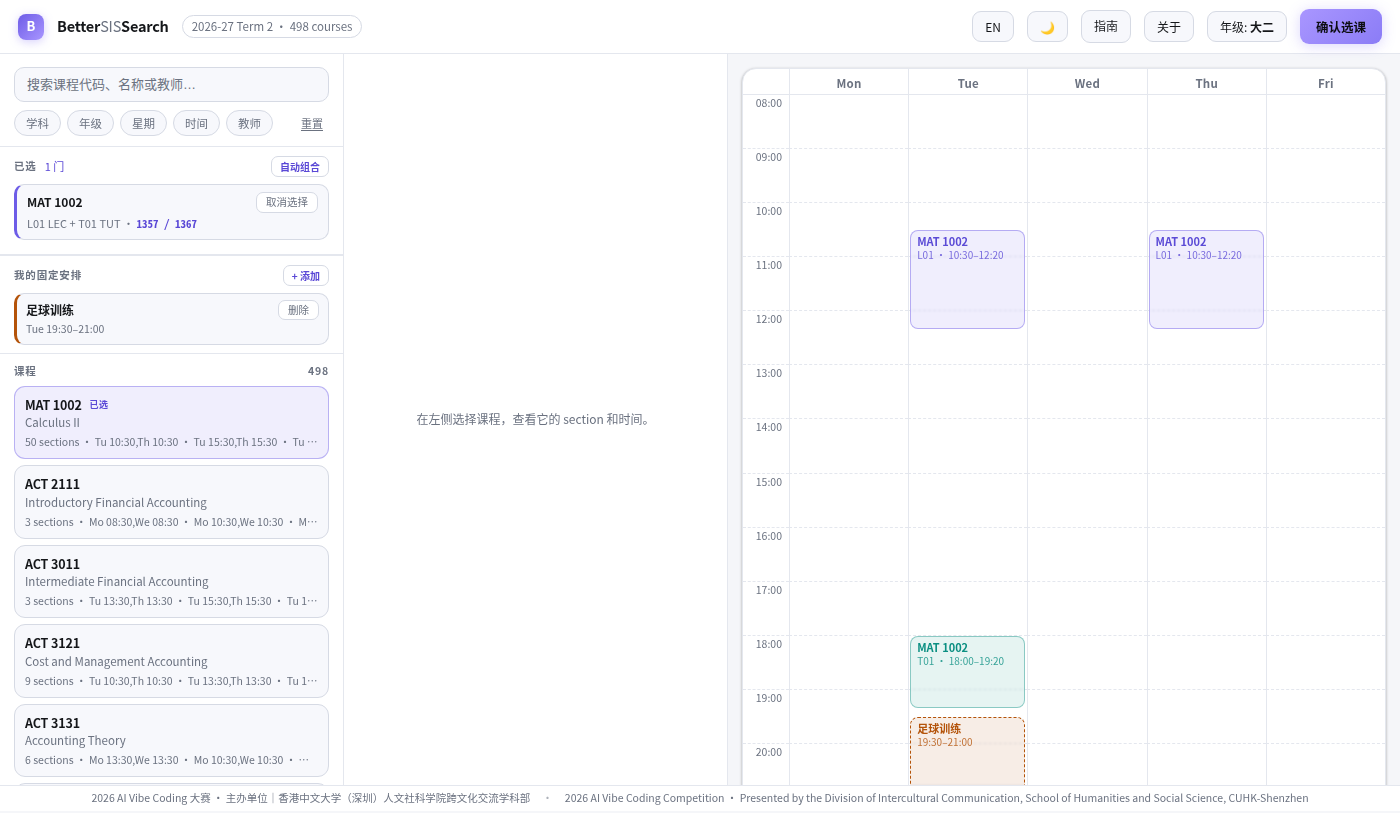 B BetterSISSearch 2026-27 Term 2 • 498 courses EN 指南 关于 年级: 大二 确认选课
搜索课程代码、名称或教师…
学科 年级 星期 时间 教师 重置
已选 1 门 自动组合
MAT 1002 取消选择
L01 LEC + T01 TUT • 1357 / 1367
我的固定安排 + 添加
足球训练 删除
Tue 19:30–21:00
课程 498
MAT 1002 已选
Calculus II
50 sections • Tu 10:30,Th 10:30 • Tu 15:30,Th 15:30 • Tu …
ACT 2111
Introductory Financial Accounting
3 sections • Mo 08:30,We 08:30 • Mo 10:30,We 10:30 • M…
ACT 3011
Intermediate Financial Accounting
3 sections • Tu 13:30,Th 13:30 • Tu 15:30,Th 15:30 • Tu 1…
ACT 3121
Cost and Management Accounting
9 sections • Tu 10:30,Th 10:30 • Tu 13:30,Th 13:30 • Tu 1…
ACT 3131
Accounting Theory
6 sections • Mo 13:30,We 13:30 • Mo 10:30,We 10:30 • …
在左侧选择课程，查看它的 section 和时间。
Mon Tue Wed Thu Fri
08:00
09:00
10:00
MAT 1002
L01 • 10:30–12:20
MAT 1002
L01 • 10:30–12:20
11:00
12:00
13:00
14:00
15:00
16:00
17:00
18:00
MAT 1002
T01 • 18:00–19:20
19:00
足球训练
19:30–21:00
20:00
2026 AI Vibe Coding 大赛 • 主办单位｜香港中文大学（深圳）人文社科学院跨文化交流学科部 • 2026 AI Vibe Coding Competition • Presented by the Division of Intercultural Communication, School of Humanities and Social Science, CUHK-Shenzhen